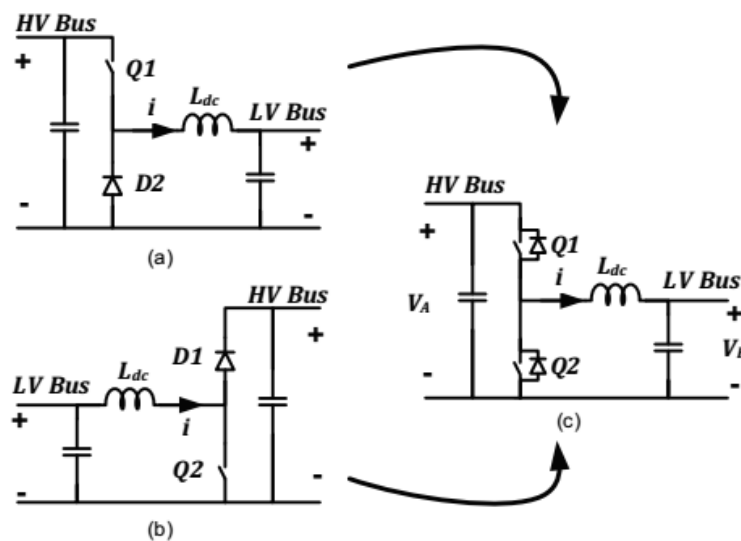 HV Bus
+
Q1
Ldc
i
LV Bus
+
D2
-
-
(a)
HV Bus
+
D1
Ldc
LV Bus
+
i
Q2
-
-
(b)
HV Bus
+
Q1
Ldc
i
LV Bus
+
VA
Q2
-
-
(c)